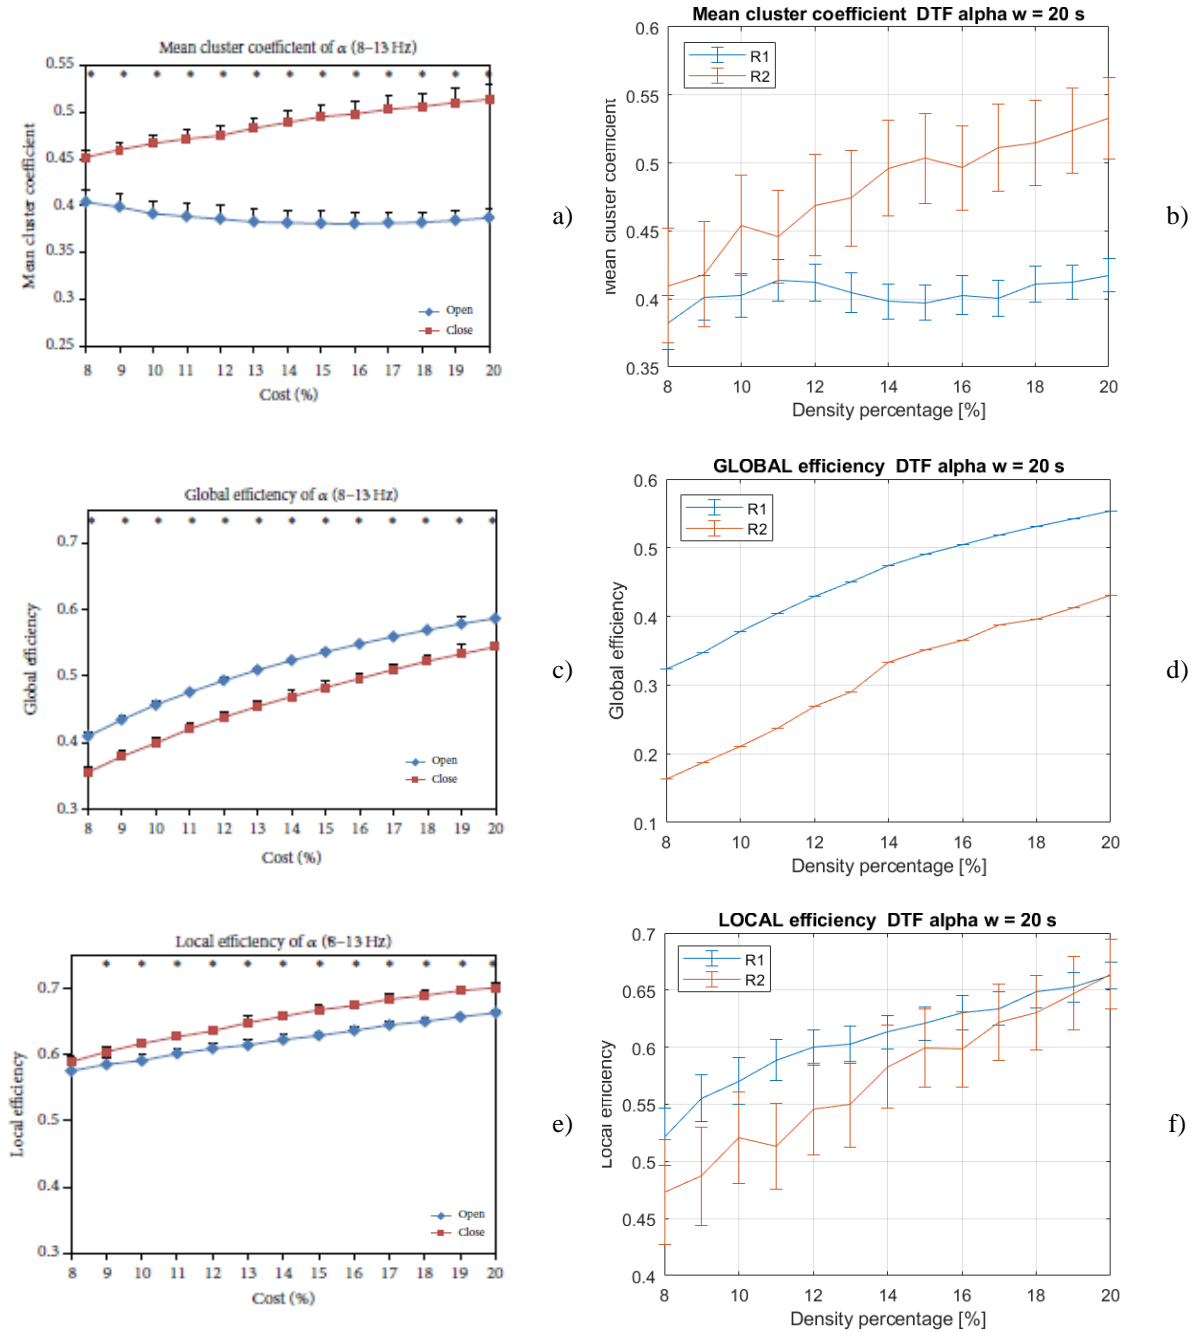 Mean cluster coefficient of α (8–13 Hz)
0.55
0.5
0.45
0.4
0.35
0.3
0.25
Mean cluster coefficient
* * * * * * * * * * * * *
Open
Close
8 9 10 11 12 13 14 15 16 17 18 19 20
Cost (%)
a)
Mean cluster coefficient DTF alpha w = 20 s
0.6
0.55
0.5
0.45
0.4
0.35
Mean cluster coefficient
R1
R2
8 10 12 14 16 18 20
Density percentage [%]
b)
Global efficiency of α (8–13 Hz)
* * * * * * * * * * * * *
0.7
0.6
0.5
0.4
0.3
Global efficiency
Open
Close
8 9 10 11 12 13 14 15 16 17 18 19 20
Cost (%)
c)
GLOBAL efficiency DTF alpha w = 20 s
0.6
0.5
0.4
0.3
0.2
0.1
Global efficiency
R1
R2
8 10 12 14 16 18 20
Density percentage [%]
d)
Local efficiency of α (8–13 Hz)
* * * * * * * * * * * *
0.7
0.6
0.5
0.4
0.3
Local efficiency
Open
Close
8 9 10 11 12 13 14 15 16 17 18 19 20
Cost (%)
e)
LOCAL efficiency DTF alpha w = 20 s
0.7
0.65
0.6
0.55
0.5
0.45
0.4
Local efficiency
R1
R2
8 10 12 14 16 18 20
Density percentage [%]
f)